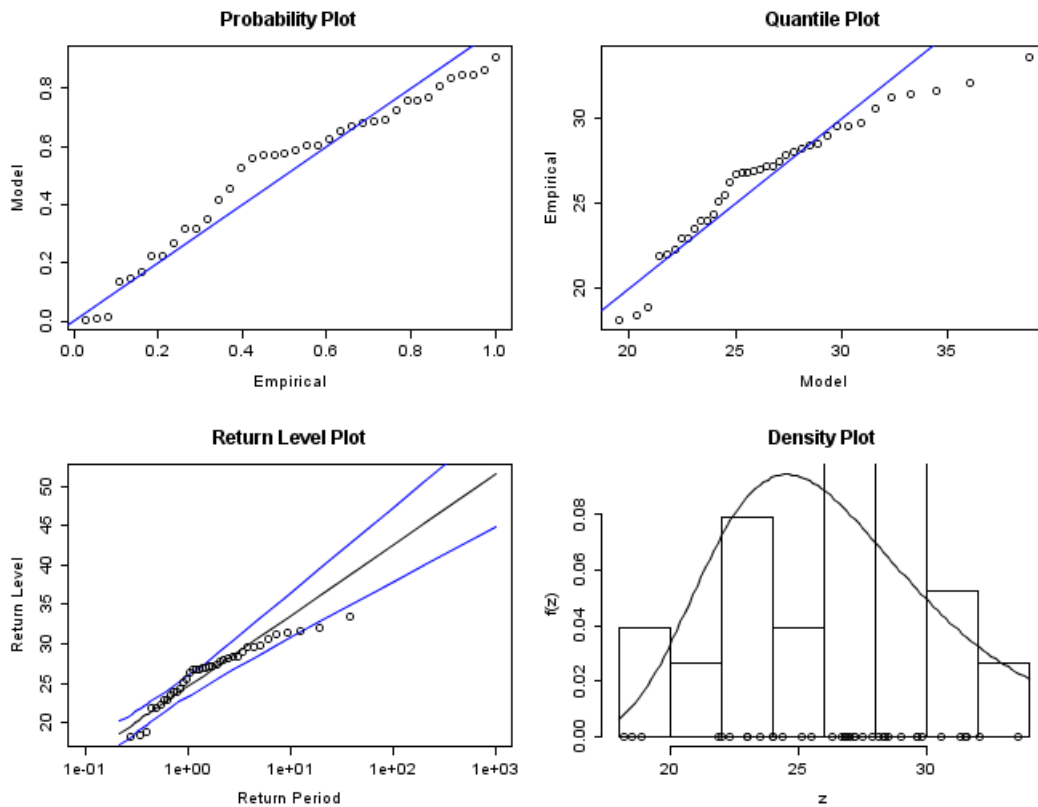 Probability Plot
Model
0.0 0.2 0.4 0.6 0.8
0.0 0.2 0.4 0.6 0.8 1.0
Empirical
Quantile Plot
Empirical
20 25 30
20 25 30 35
Model
Return Level Plot
Return Level
20 25 30 35 40 45 50
1e-01 1e+00 1e+01 1e+02 1e+03
Return Period
Density Plot
f(z)
0.00 0.02 0.04 0.06 0.08
20 25 30
z